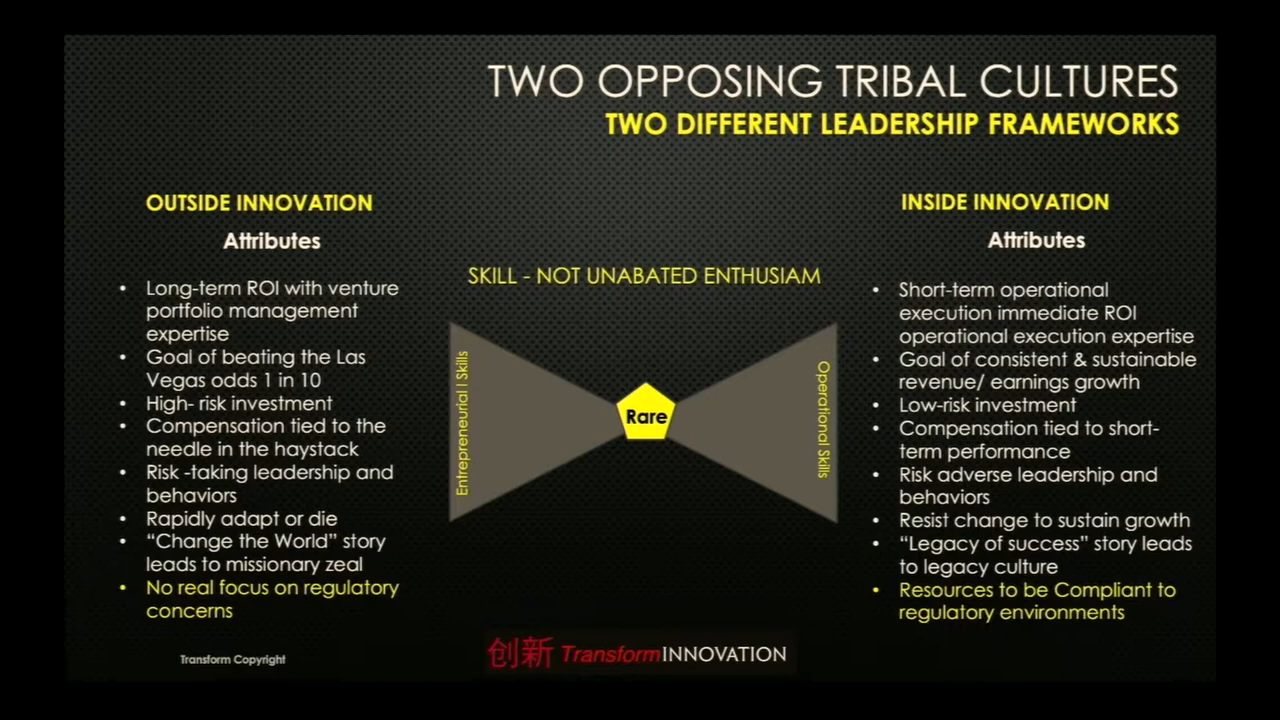 TWO OPPOSING TRIBAL CULTURES
TWO DIFFERENT LEADERSHIP FRAMEWORKS
OUTSIDE INNOVATION
Attributes
• Long-term ROI with venture
portfolio management
expertise
• Goal of beating the Las
Vegas odds 1 in 10
• High- risk investment
• Compensation tied to the
needle in the haystack
• Risk -taking leadership and
behaviors
• Rapidly adapt or die
• “Change the World” story
leads to missionary zeal
• No real focus on regulatory
concerns
SKILL - NOT UNABATED ENTHUSIAM
Entrepreneurial l Skills
Rare
Operational Skills
INSIDE INNOVATION
Attributes
• Short-term operational
execution immediate ROI
operational execution expertise
• Goal of consistent & sustainable
revenue/ earnings growth
• Low-risk investment
• Compensation tied to short-
term performance
• Risk adverse leadership and
behaviors
• Resist change to sustain growth
• “Legacy of success” story leads
to legacy culture
• Resources to be Compliant to
regulatory environments
Transform Copyright
创新 TransformINNOVATION